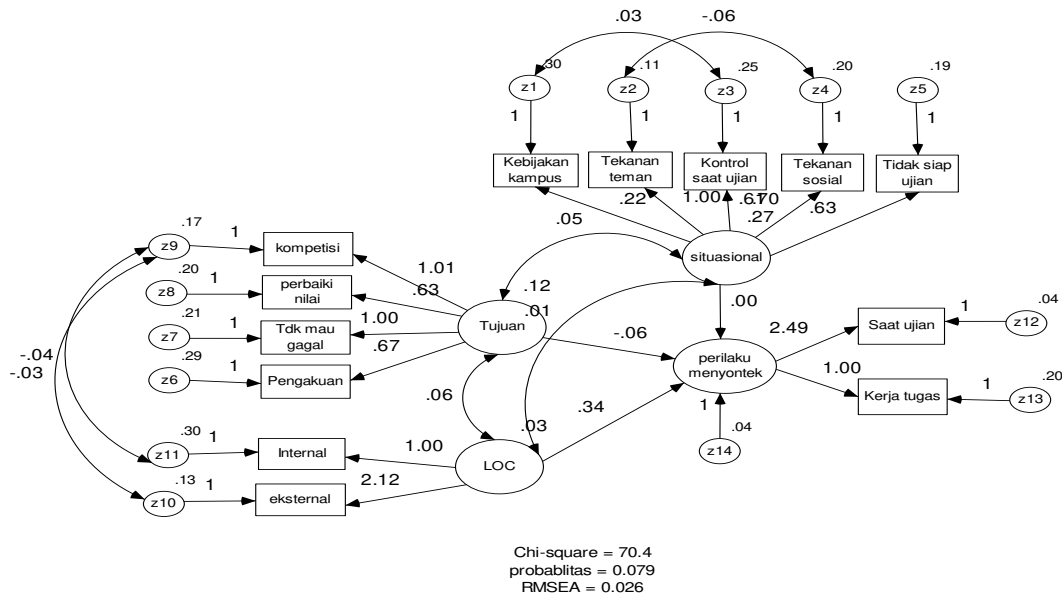 .03
-.06
.30
.11
.25
.20
.19
z1
z2
z3
z4
z5
1
1
1
1
1
Kebijakan
kampus
Tekanan
teman
Kontrol
saat ujian
Tekanan
sosial
Tidak siap
ujian
.22
1.00
.61
.70
.27
.63
.05
situasional
.17
z9
1
kompetisi
.20
z8
1
perbaiki
nilai
.21
z7
1
Tdk mau
gagal
.29
z6
1
Pengakuan
1.01
.63
1.00
.67
.12
.01
Tujuan
.00
-.06
perilaku
menyontek
2.49
1.00
Saat ujian
1
.04
z12
Kerja tugas
1
.20
z13
1
.04
z14
-.04
-.03
.06
.03
.34
.30
z11
1
Internal
1.00
LOC
.13
z10
1
eksternal
2.12
Chi-square = 70.4
probablitas = 0.079
RMSEA = 0.026